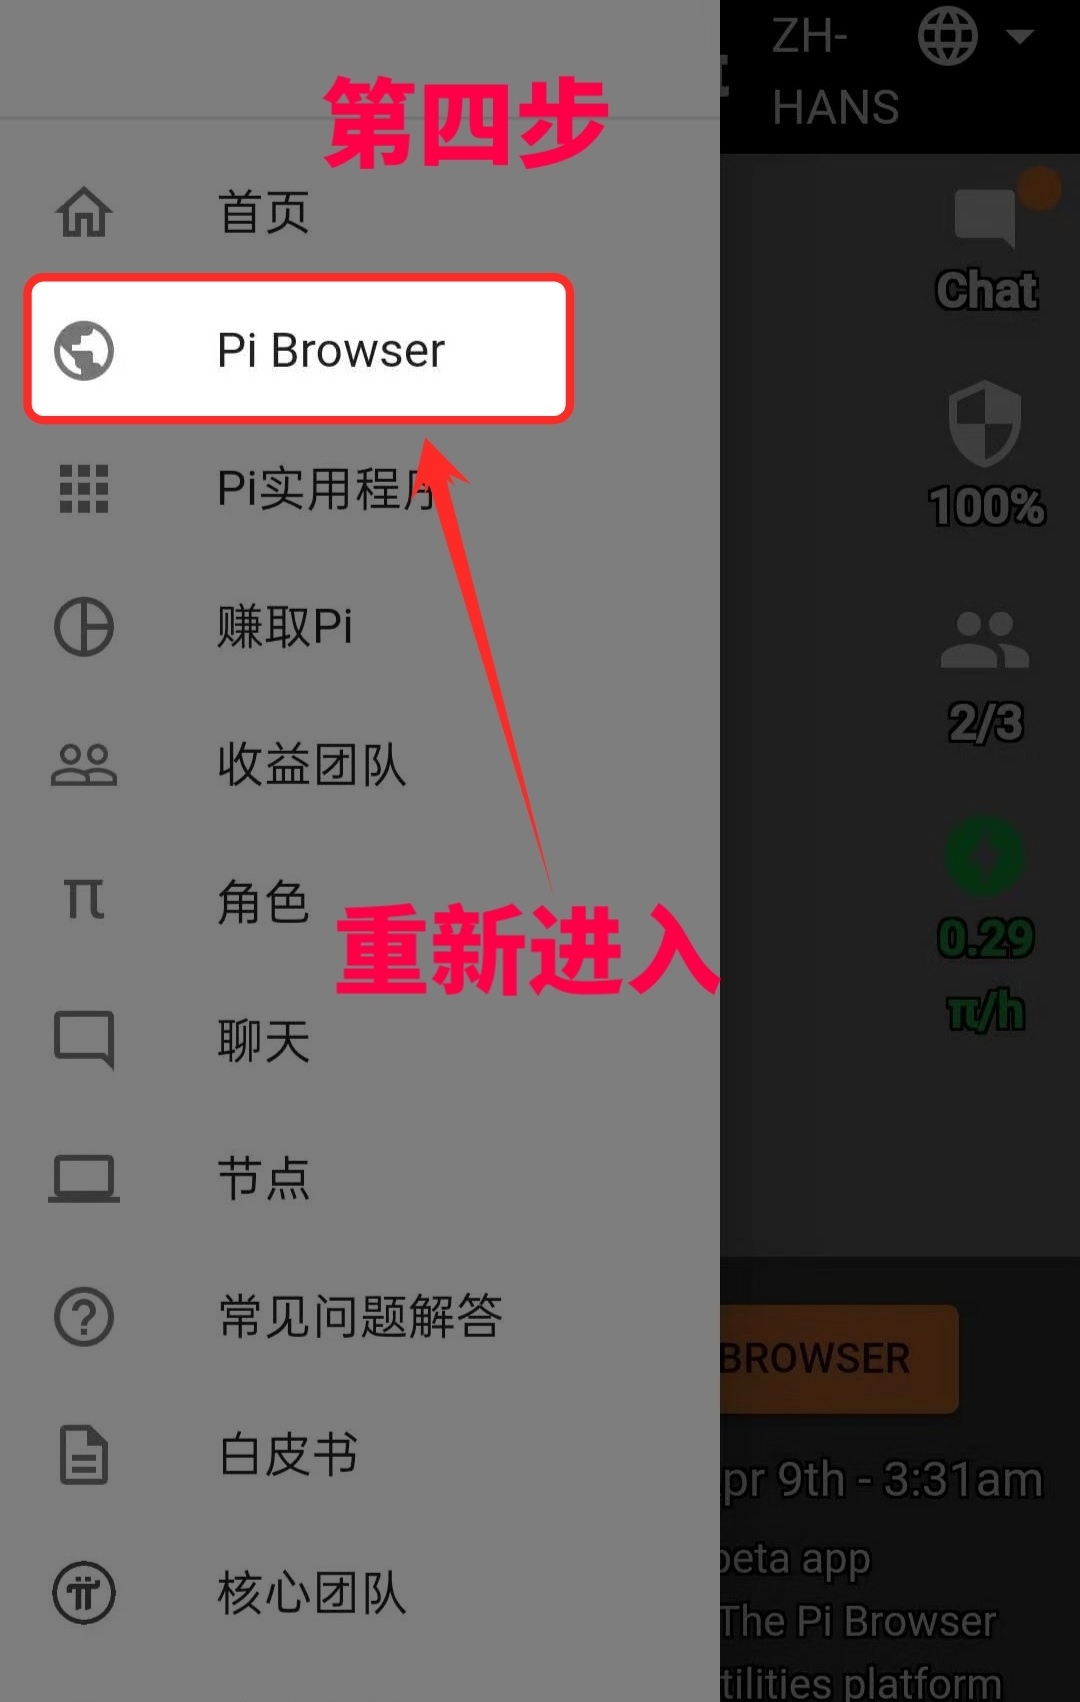 第四步
首页
Pi Browser
Pi实用程序
赚取Pi
收益团队
π 角色
重新进入
聊天
节点
常见问题解答
白皮书
核心团队
ZH-
HANS
Chat
100%
2/3
0.29
π/h
BROWSER
pr 9th - 3:31am
beta app
The Pi Browser
tilities platform